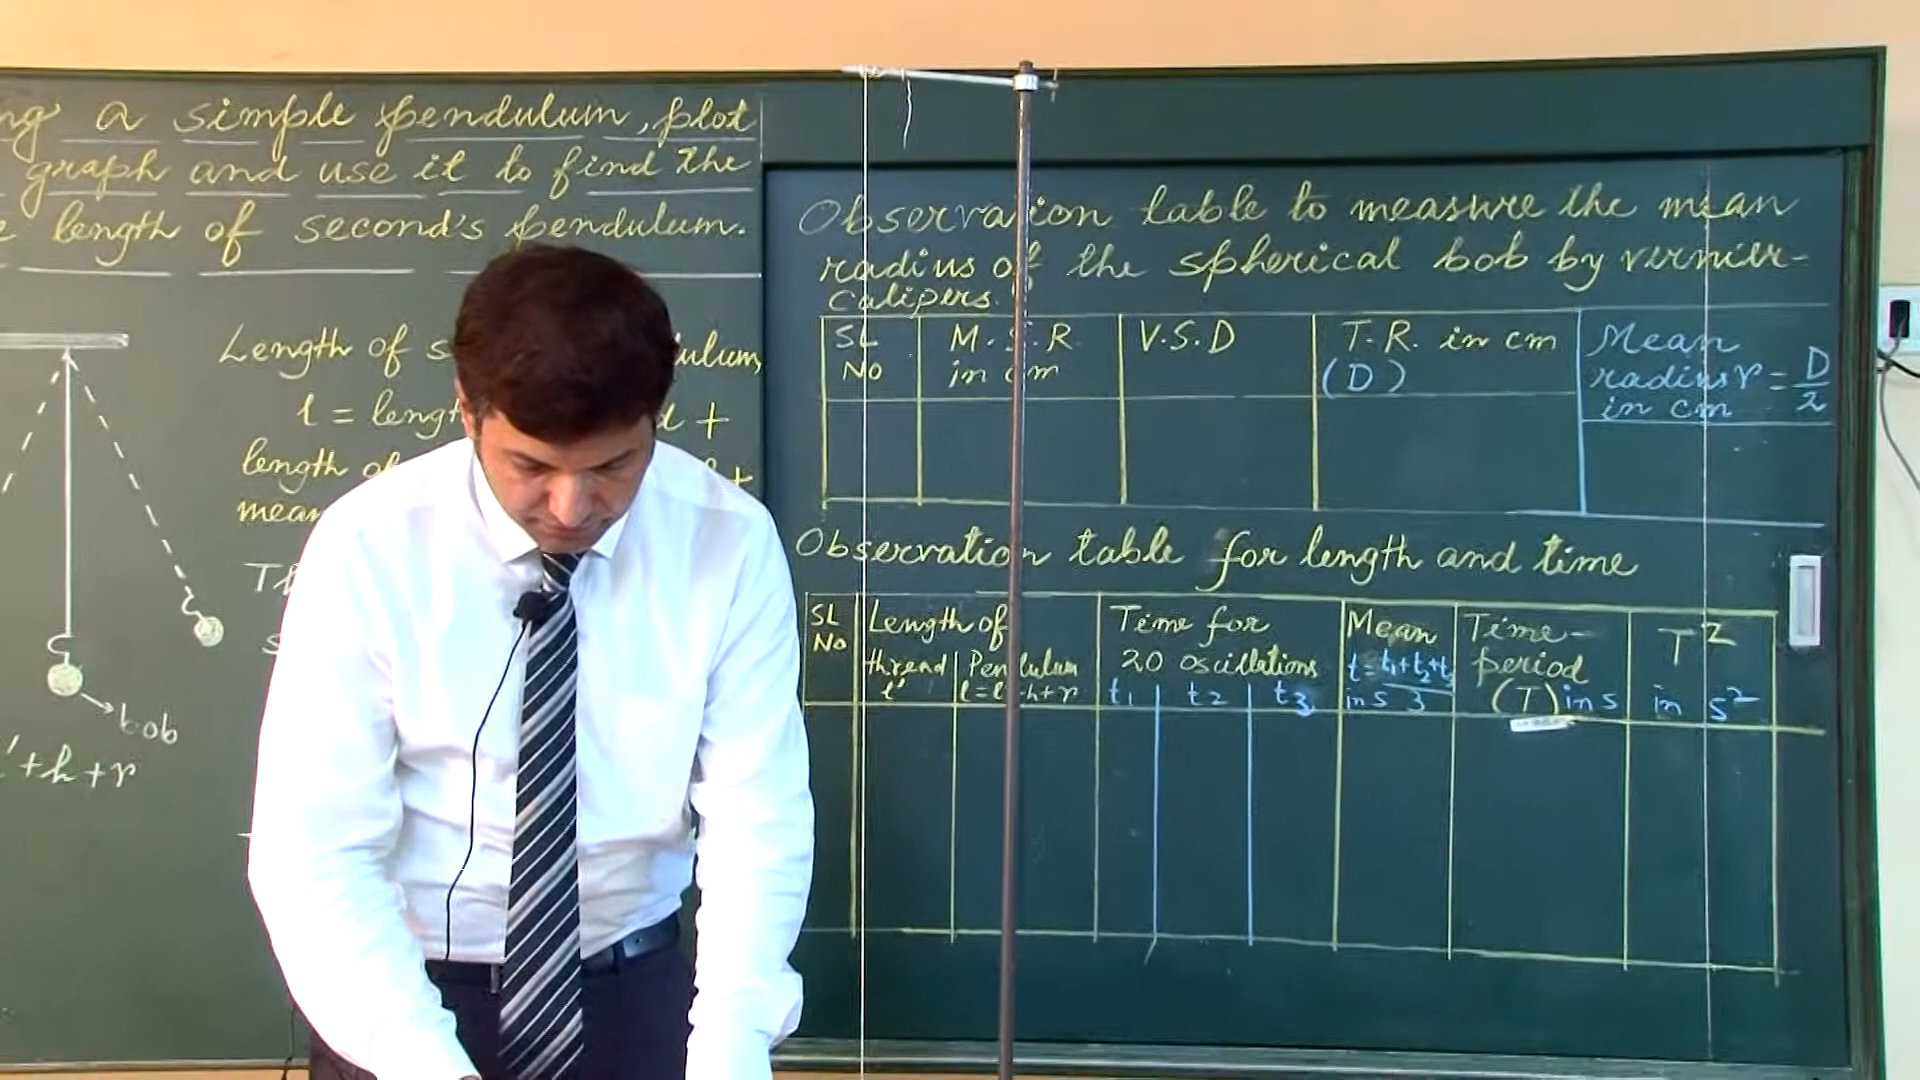 ng a simple pendulum, plot
graph and use it to find the
e length of second's pendulum.
Length of s ulum,
l = lengt d +
length of +
mean
S
bob
'+h+r
Observation table to measure the mean
radius of the spherical bob by vernier-
calipers.
SL NO M.S.R in cm V.S.D T.R. in cm (D) Mean radius r = D/2 in cm
Observation table for length and time
SL No Length of Time for 20 oscillations Mean t = t1+t2+t3/3 in s Time-period (T) in s T2 in s2
thread l' Pendulum l=l'+h+r t1 t2 t3